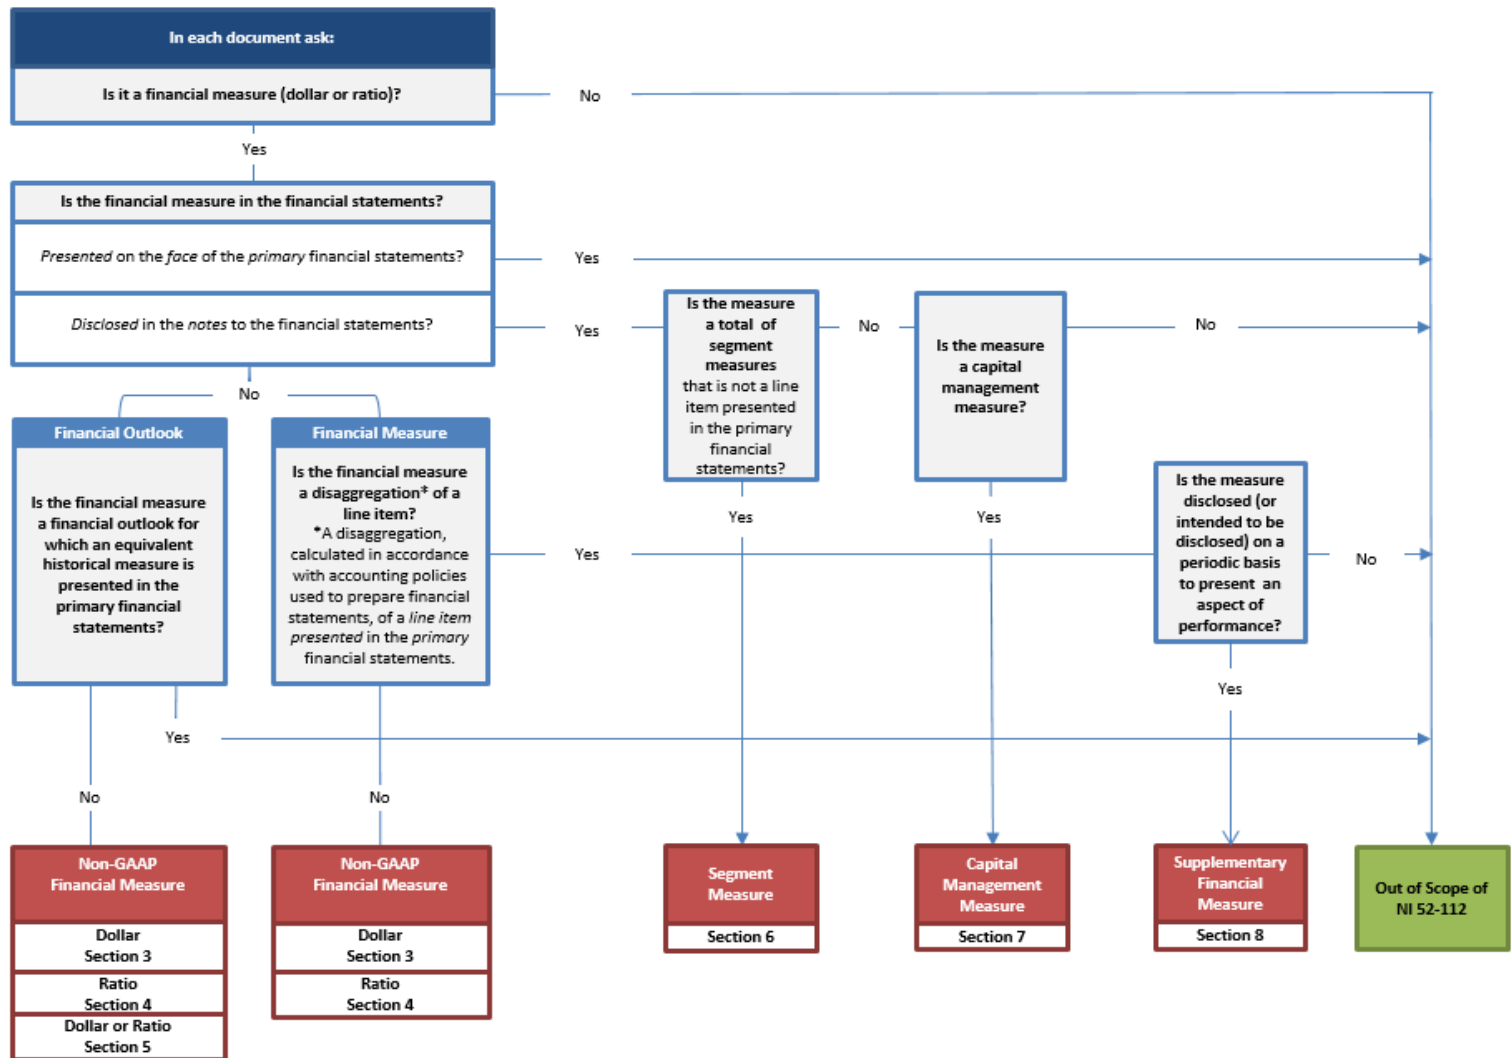 In each document ask:
Is it a financial measure (dollar or ratio)?
No
Yes
Is the financial measure in the financial statements?
Presented on the face of the primary financial statements?
Yes
Disclosed in the notes to the financial statements?
Yes
No
Is the measure
a total of
segment
measures
that is not a line
item presented
in the primary
financial
statements?
No
Is the measure
a capital
management
measure?
No
Yes
Yes
Financial Outlook
Is the financial measure
a financial outlook for
which an equivalent
historical measure is
presented in the
primary financial
statements?
Financial Measure
Is the financial measure
a disaggregation* of a
line item?
*A disaggregation,
calculated in accordance
with accounting policies
used to prepare financial
statements, of a line item
presented in the primary
financial statements.
Yes
Is the measure
disclosed (or
intended to be
disclosed) on a
periodic basis
to present an
aspect of
performance?
No
Yes
Yes
No
No
Non-GAAP
Financial Measure
Dollar
Section 3
Ratio
Section 4
Dollar or Ratio
Section 5
Non-GAAP
Financial Measure
Dollar
Section 3
Ratio
Section 4
Segment
Measure
Section 6
Capital
Management
Measure
Section 7
Supplementary
Financial
Measure
Section 8
Out of Scope of
NI 52-112